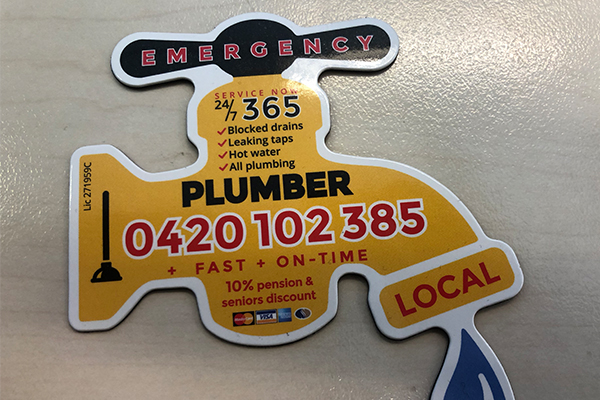 EMERGENCY
SERVICE NOW
24/7 365
Blocked drains
Leaking taps
Hot water
All plumbing
Lic 271959C
PLUMBER
0420 102 385
+ FAST + ON-TIME
10% pension &
seniors discount
VISA
LOCAL